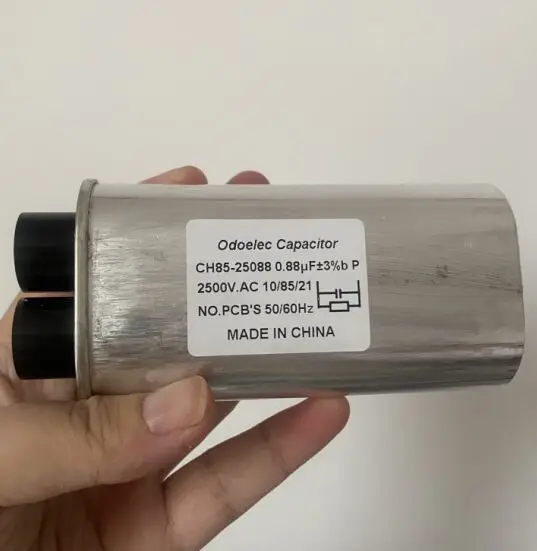 Odoelec Capacitor
CH85-25088 0.88μF±3%b P
2500V.AC 10/85/21
NO.PCB'S 50/60Hz
MADE IN CHINA